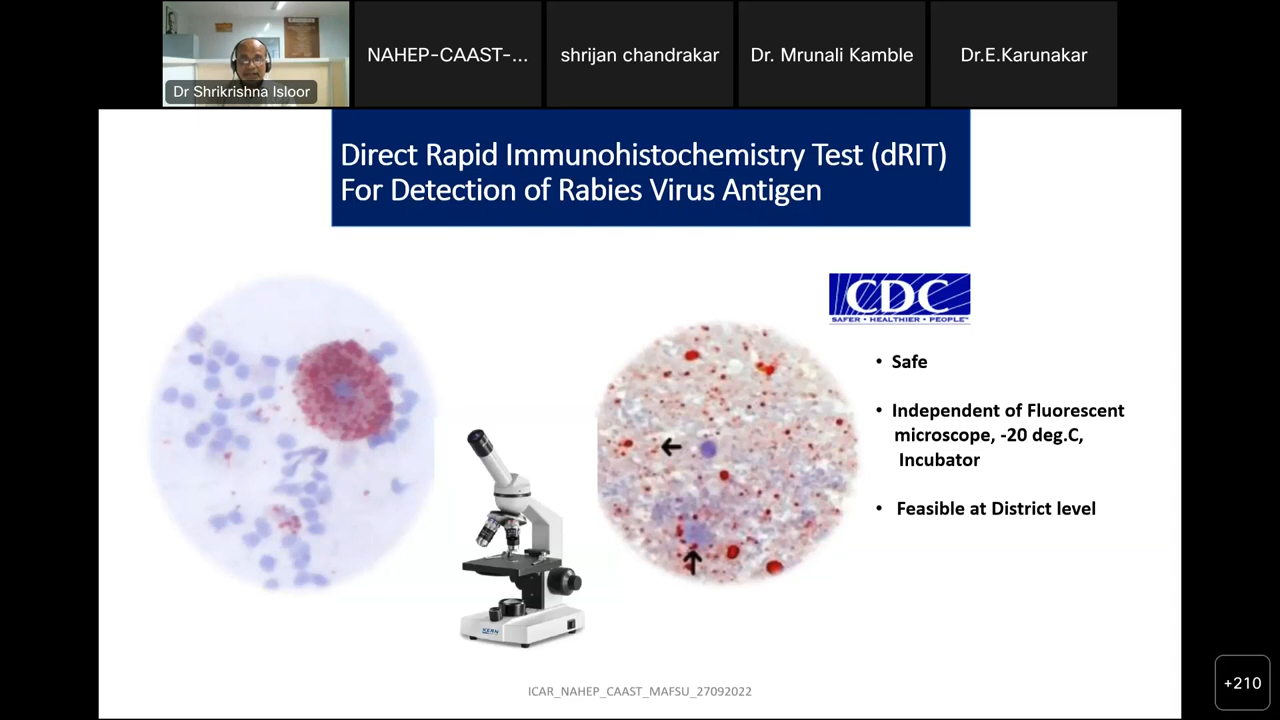 NAHEP-CAAST-...
shrijan chandrakar
Dr. Mrunali Kamble
Dr.E.Karunakar
Dr Shrikrishna Isloor
Direct Rapid Immunohistochemistry Test (dRIT)
For Detection of Rabies Virus Antigen
CDC
SAFER • HEALTHIER • PEOPLE™
• Safe
• Independent of Fluorescent
microscope, -20 deg.C,
Incubator
• Feasible at District level
KERN
ICAR_NAHEP_CAAST_MAFSU_27092022
+210